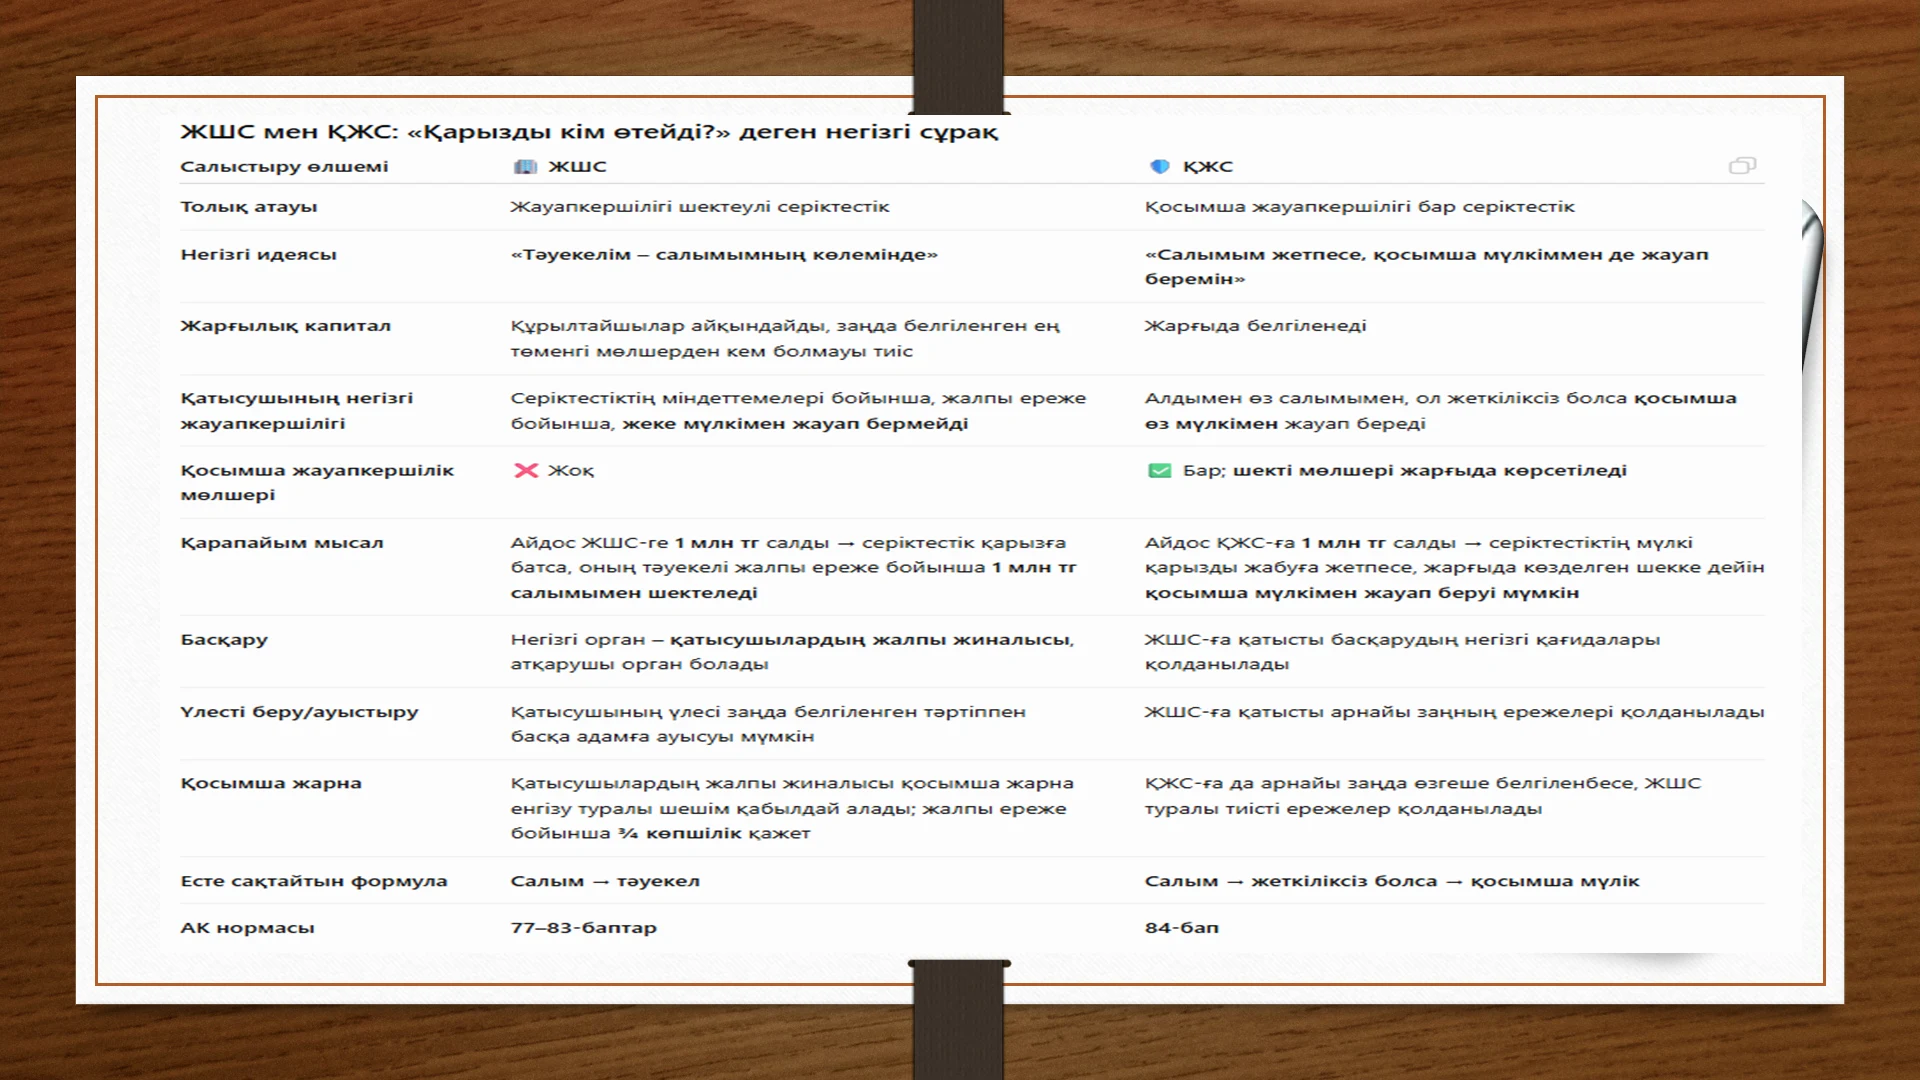 ЖШС мен ҚЖС: «Қарызды кім өтейді?» деген негізгі сұрақ
Салыстыру өлшемі ЖШС ҚЖС
Толық атауы Жауапкершілігі шектеулі серіктестік Қосымша жауапкершілігі бар серіктестік
Негізгі идеясы «Тәуекелім – салымымның көлемінде» «Салымым жетпесе, қосымша мүлкіммен де жауап
беремін»
Жарғылық капитал Құрылтайшылар айқындайды, заңда белгіленген ең Жарғыда белгіленеді
төменгі мөлшерден кем болмауы тиіс
Қатысушының негізгі Серіктестіктің міндеттемелері бойынша, жалпы ереже Алдымен өз салымымен, ол жеткіліксіз болса қосымша
жауапкершілігі бойынша, жеке мүлкімен жауап бермейді өз мүлкімен жауап береді
Қосымша жауапкершілік ❌ Жоқ ✅ Бар; шекті мөлшері жарғыда көрсетіледі
мөлшері
Қарапайым мысал Айдос ЖШС-ге 1 млн тг салды → серіктестік қарызға Айдос ҚЖС-ға 1 млн тг салды → серіктестіктің мүлкі
батса, оның тәуекелі жалпы ереже бойынша 1 млн тг қарызды жабуға жетпесе, жарғыда көзделген шекке дейін
салымымен шектеледі қосымша мүлкімен жауап беруі мүмкін
Басқару Негізгі орган – қатысушылардың жалпы жиналысы, ЖШС-ға қатысты басқарудың негізгі қағидалары
атқарушы орган болады қолданылады
Үлесті беру/ауыстыру Қатысушының үлесі заңда белгіленген тәртіппен ЖШС-ға қатысты арнайы заңның ережелері қолданылады
басқа адамға ауысуы мүмкін
Қосымша жарна Қатысушылардың жалпы жиналысы қосымша жарна ҚЖС-ға да арнайы заңда өзгеше белгіленбесе, ЖШС
енгізу туралы шешім қабылдай алады; жалпы ереже туралы тиісті ережелер қолданылады
бойынша ¾ көпшілік қажет
Есте сақтайтын формула Салым → тәуекел Салым → жеткіліксіз болса → қосымша мүлік
АК нормасы 77–83-баптар 84-бап